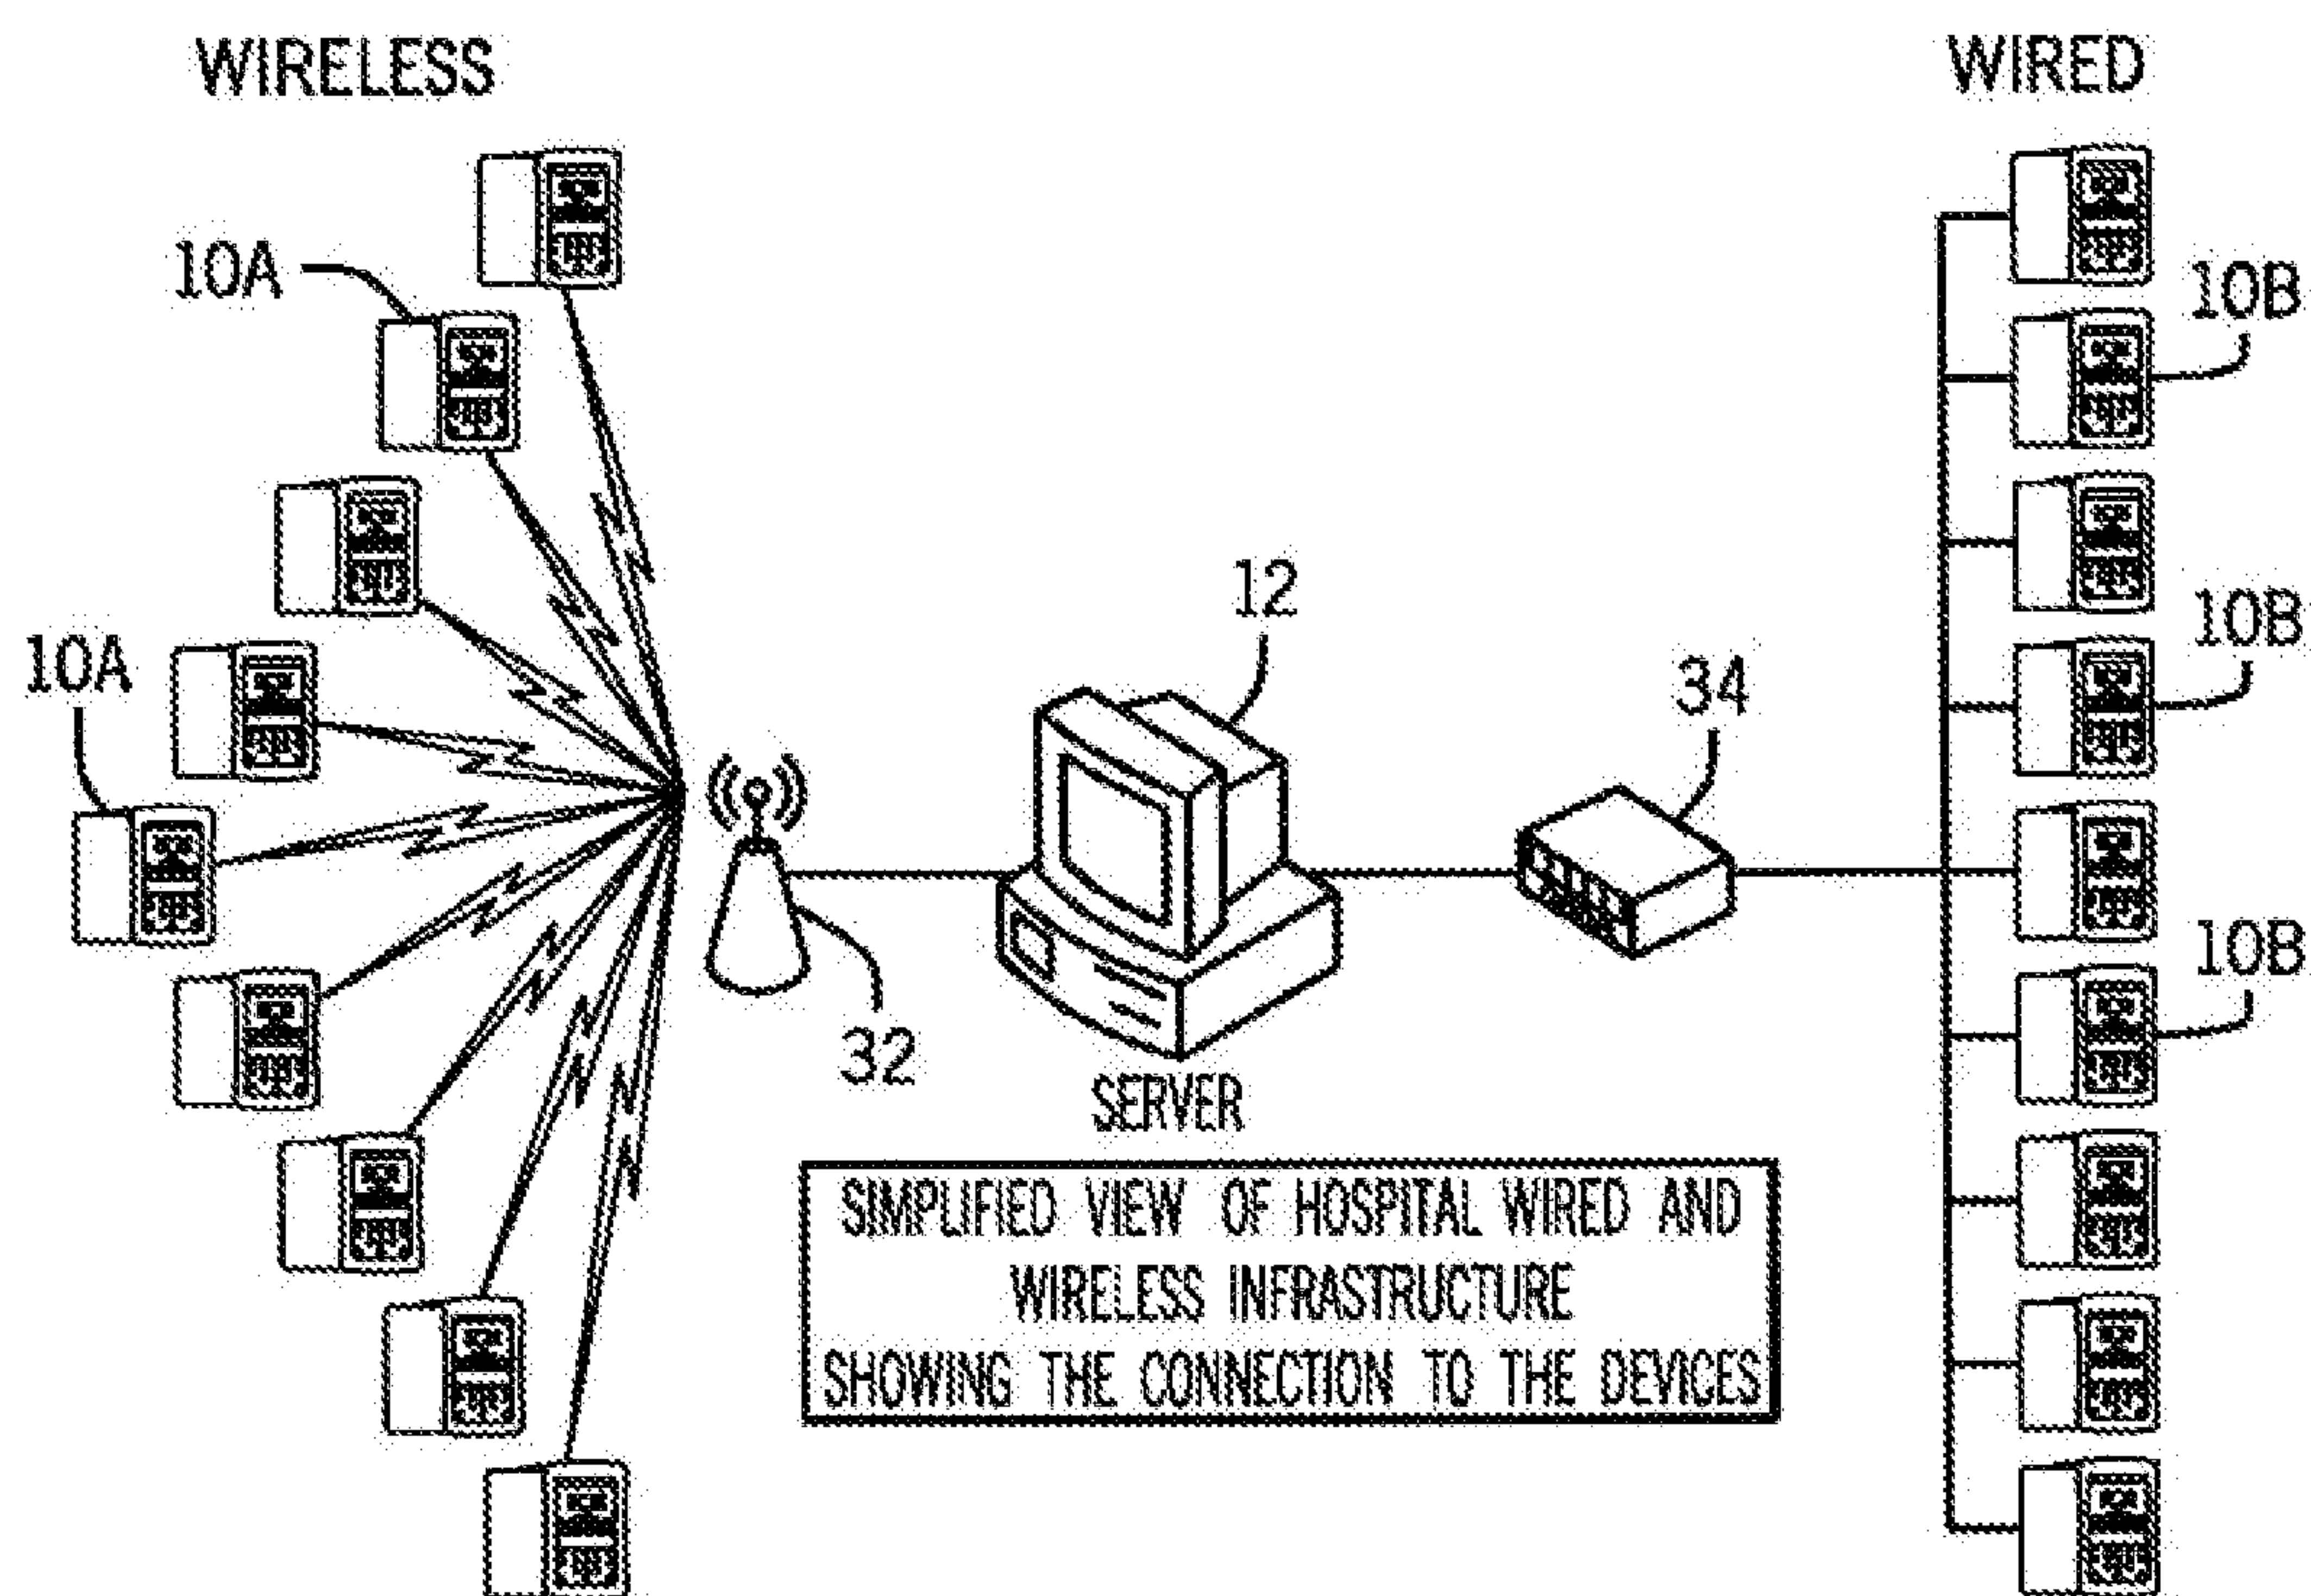 WIRELESS
WIRED
10A
10B
12
10B
10A
34
10B
32
SERVER
SIMPLIFIED VIEW OF HOSPITAL WIRED AND
WIRELESS INFRASTRUCTURE
SHOWING THE CONNECTION TO THE DEVICES